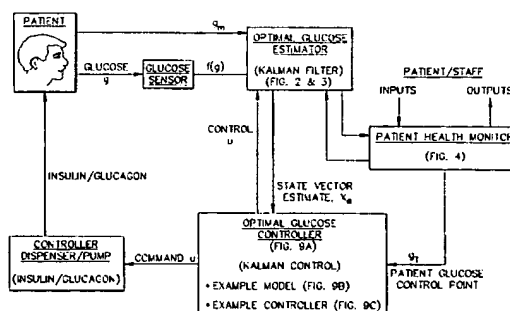 PATIENT
g_m
GLUCOSE
g
GLUCOSE
SENSOR
f(g)
OPTIMAL GLUCOSE
ESTIMATOR
(KALMAN FILTER)
(FIG. 2 & 3)
PATIENT/STAFF
INPUTS
OUTPUTS
PATIENT HEALTH MONITOR
(FIG. 4)
CONTROL
u
STATE VECTOR
ESTIMATE, X_e
INSULIN/GLUCAGON
CONTROLLER
DISPENSER/PUMP
(INSULIN/GLUCAGON)
COMMAND u
OPTIMAL GLUCOSE
CONTROLLER
(FIG. 9A)
(KALMAN CONTROL)
• EXAMPLE MODEL (FIG. 9B)
• EXAMPLE CONTROLLER (FIG. 9C)
g_T
PATIENT GLUCOSE
CONTROL POINT